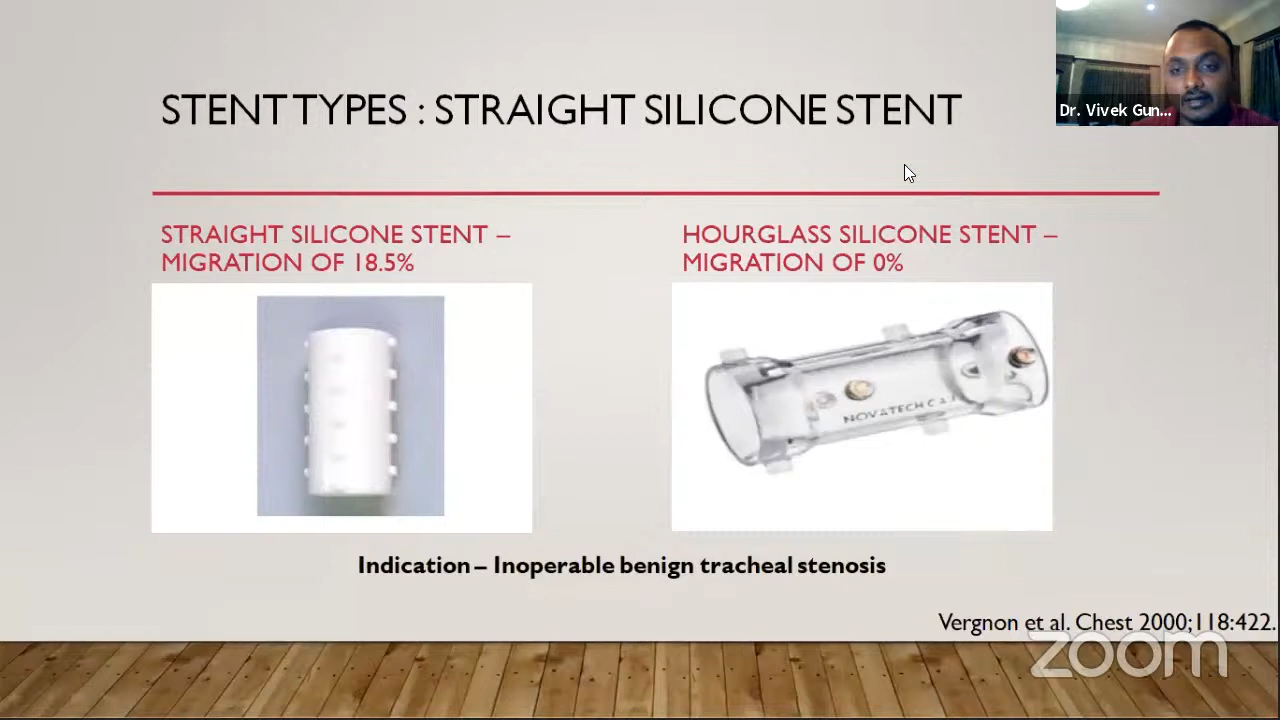 STENT TYPES : STRAIGHT SILICONE STENT
Dr. Vivek Gun...
STRAIGHT SILICONE STENT –
MIGRATION OF 18.5%
HOURGLASS SILICONE STENT –
MIGRATION OF 0%
NOVATECH
Indication – Inoperable benign tracheal stenosis
Vergnon et al. Chest 2000;118:422.
zoom